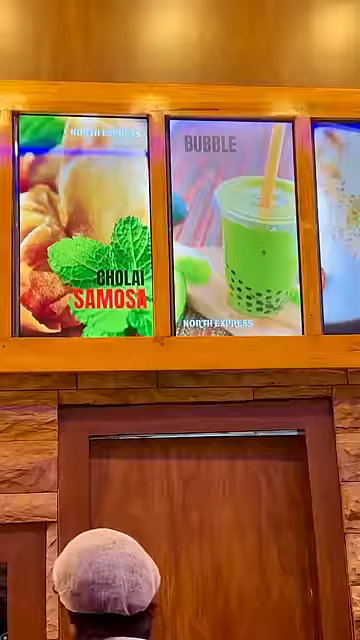 NORTH EXPRESS
CHOLAI
SAMOSA
BUBBLE
NORTH EXPRESS